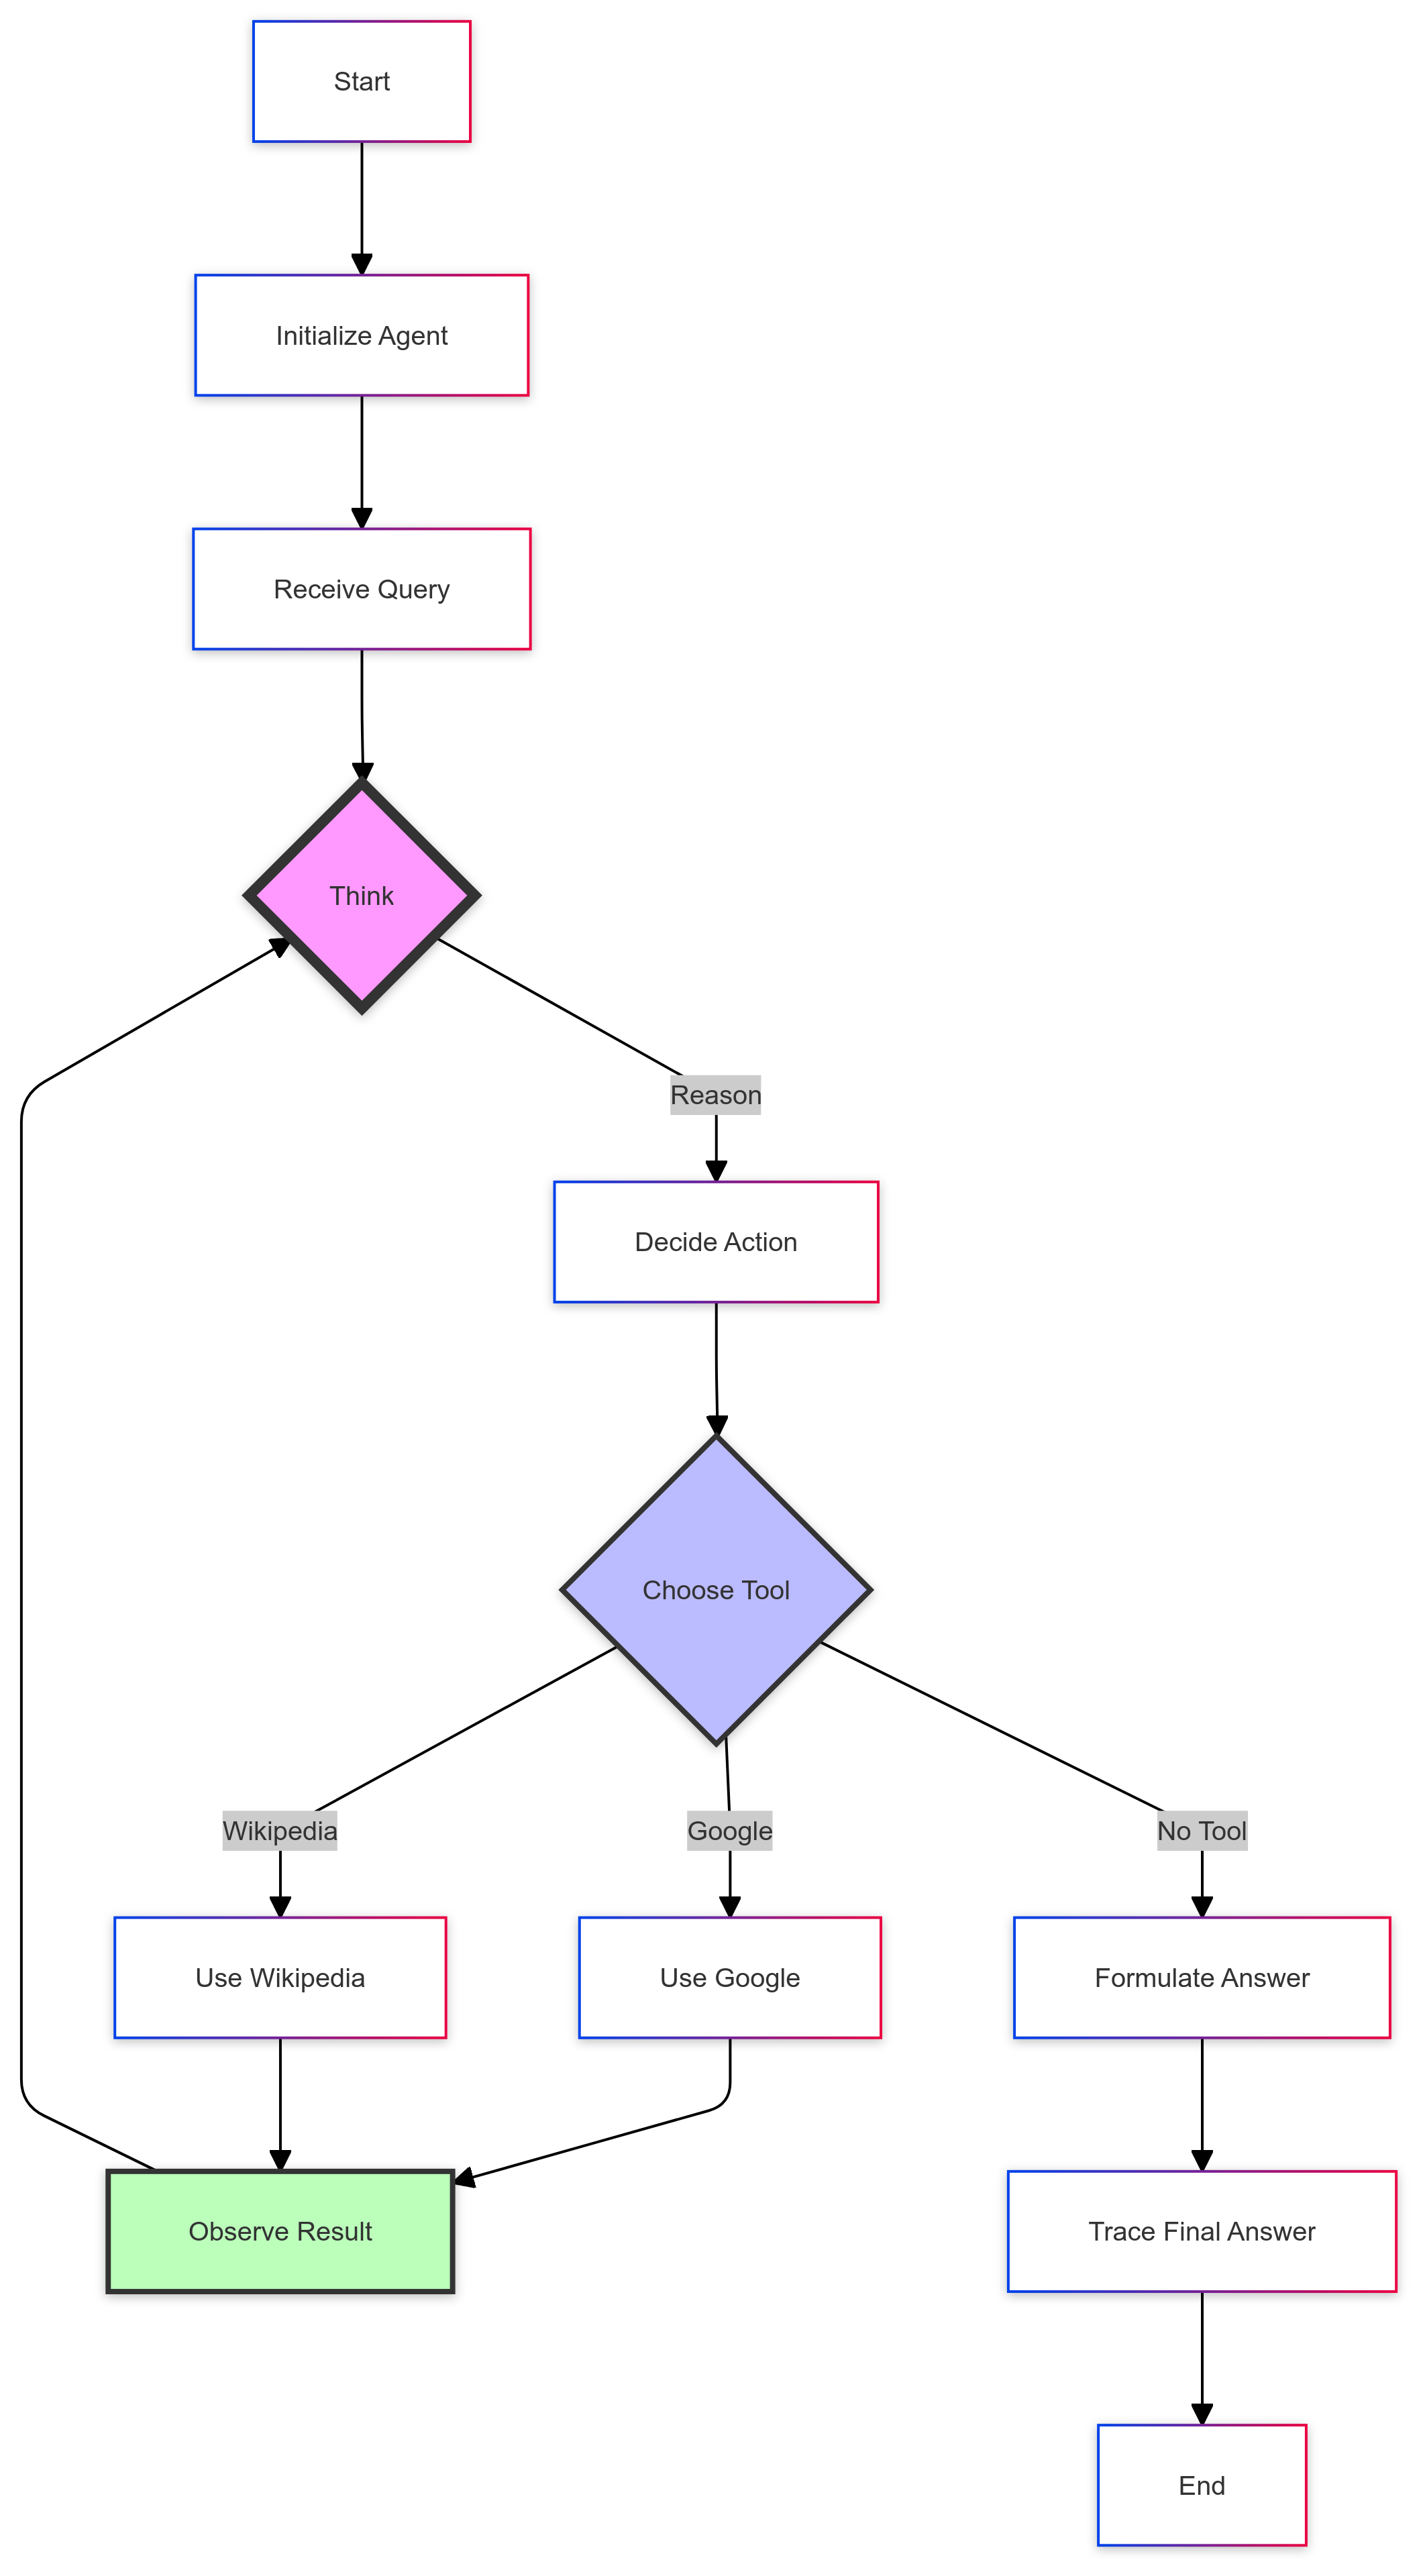 Start
Initialize Agent
Receive Query
Think
Reason
Decide Action
Choose Tool
Wikipedia
Google
No Tool
Use Wikipedia
Use Google
Formulate Answer
Observe Result
Trace Final Answer
End